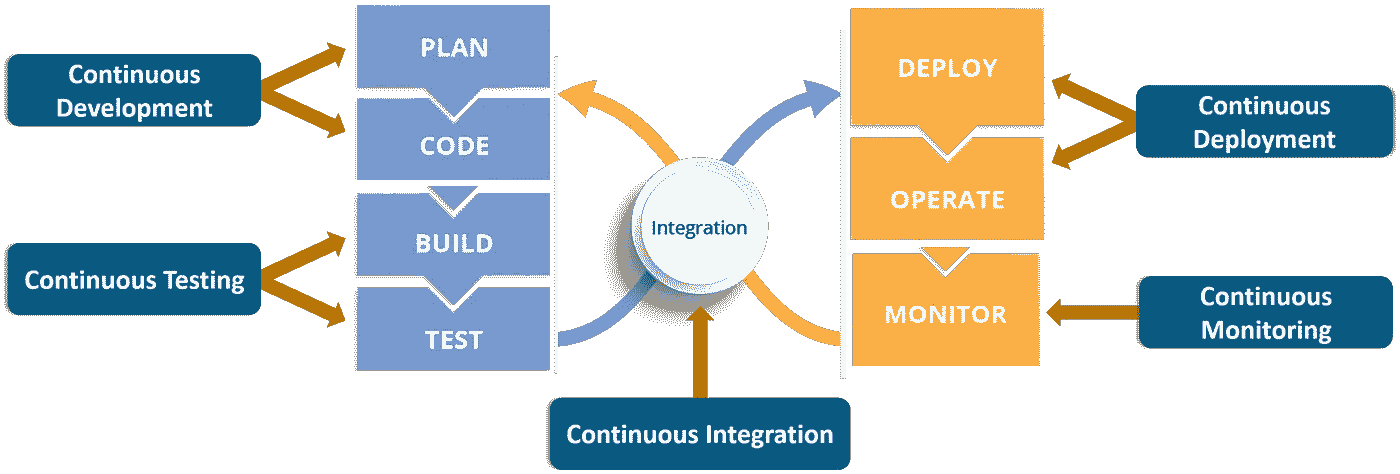 Continuous
Development
Continuous Testing
PLAN
CODE
BUILD
TEST
Integration
Continuous Integration
DEPLOY
OPERATE
MONITOR
Continuous
Deployment
Continuous
Monitoring